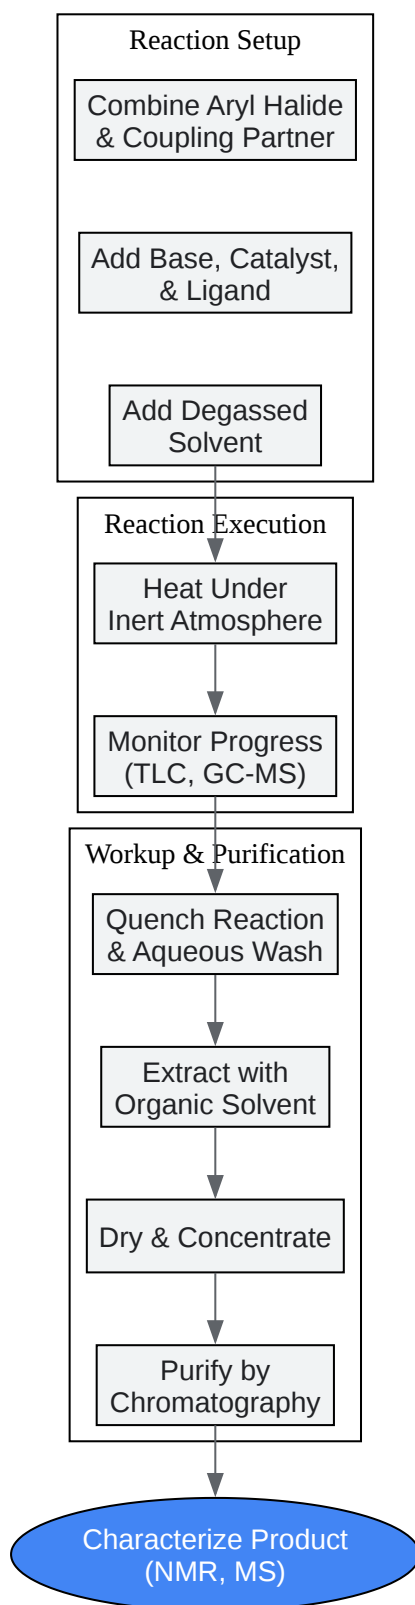 Reaction Setup
Combine Aryl Halide
& Coupling Partner
Add Base, Catalyst,
& Ligand
Add Degassed
Solvent
Reaction Execution
Heat Under
Inert Atmosphere
Monitor Progress
(TLC, GC-MS)
Workup & Purification
Quench Reaction
& Aqueous Wash
Extract with
Organic Solvent
Dry & Concentrate
Purify by
Chromatography
Characterize Product
(NMR, MS)